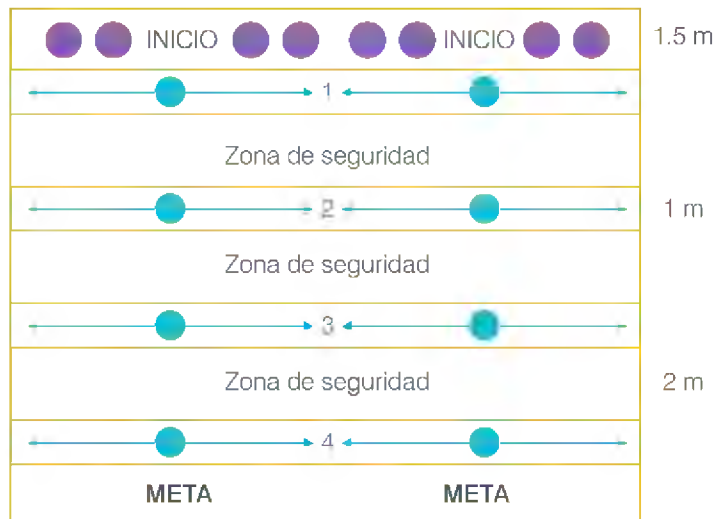 INICIO INICIO 1.5 m
1
Zona de seguridad
2 1 m
Zona de seguridad
3
Zona de seguridad 2 m
4
META META